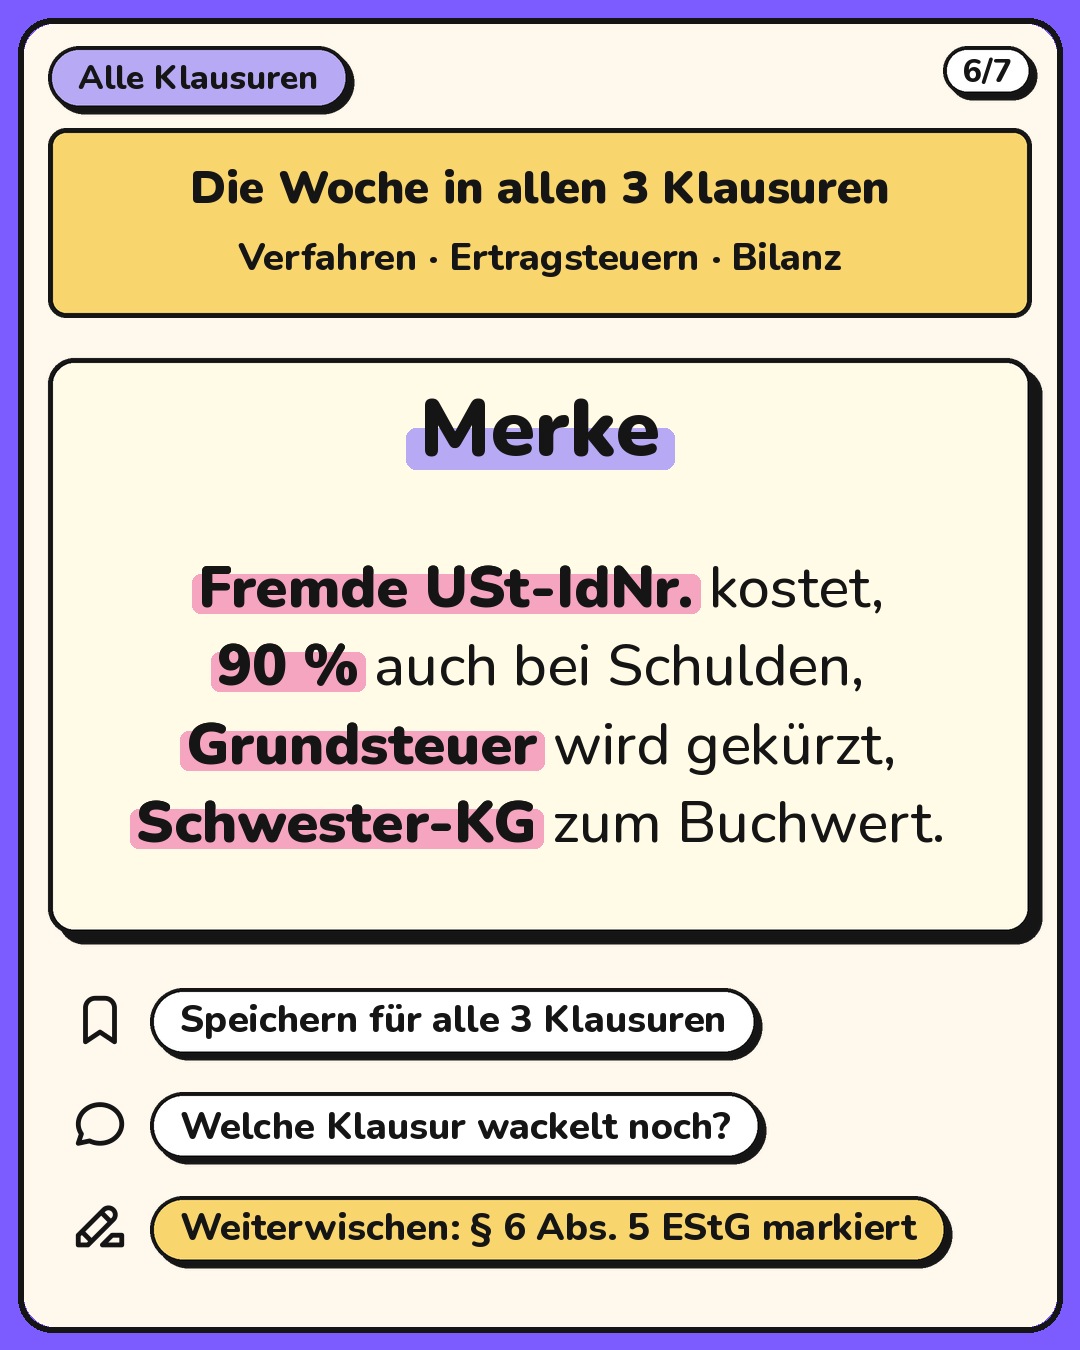 Alle Klausuren
6/7
Die Woche in allen 3 Klausuren
Verfahren · Ertragsteuern · Bilanz
Merke
Fremde USt-IdNr. kostet,
90 % auch bei Schulden,
Grundsteuer wird gekürzt,
Schwester-KG zum Buchwert.
Speichern für alle 3 Klausuren
Welche Klausur wackelt noch?
Weiterwischen: § 6 Abs. 5 EStG markiert